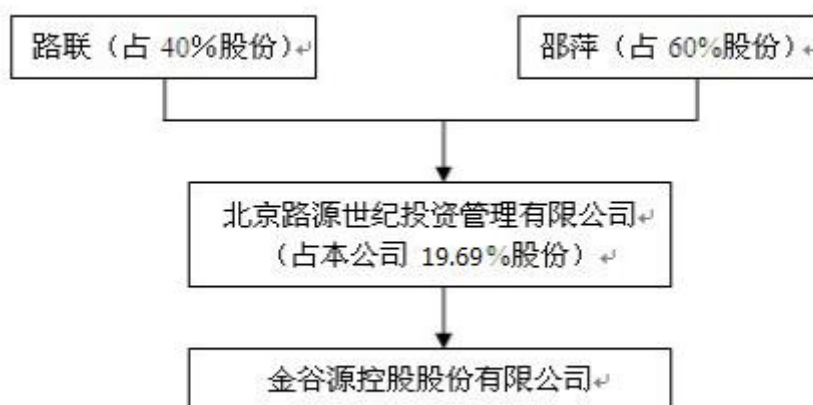 路联（占 40%股份）
邵萍（占 60%股份）
北京路源世纪投资管理有限公司
（占本公司 19.69%股份）
金谷源控股股份有限公司